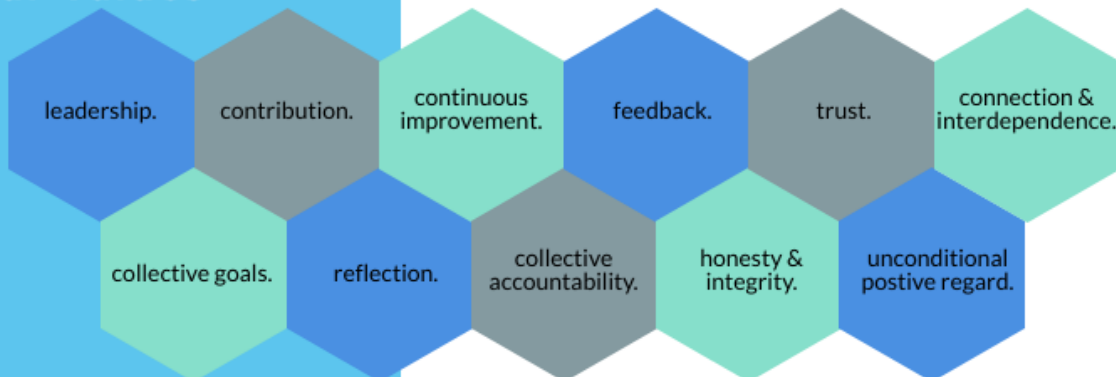 leadership.
contribution.
continuous
improvement.
feedback.
trust.
connection &
interdependence.
collective goals.
reflection.
collective
accountability.
honesty &
integrity.
unconditional
postive regard.